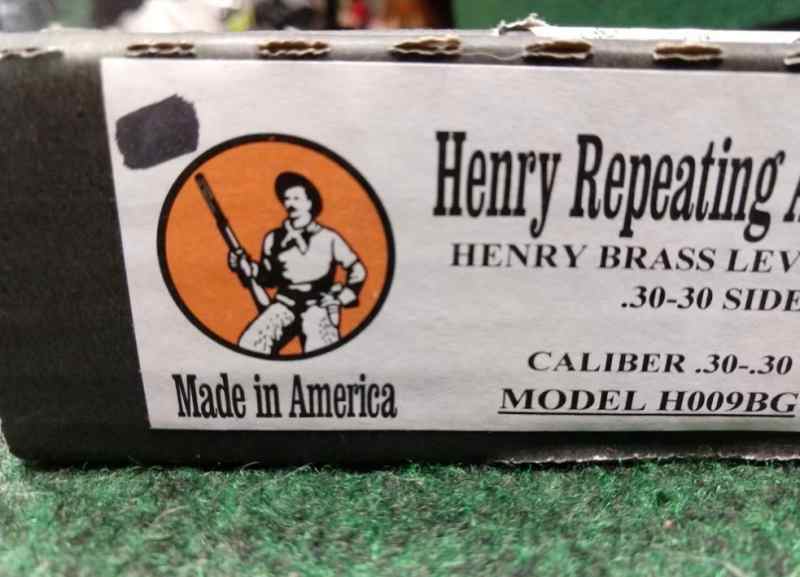 Henry Repeating
HENRY BRASS LEV
.30-30 SIDE
CALIBER .30-.30
MODEL H009BG
Made in America